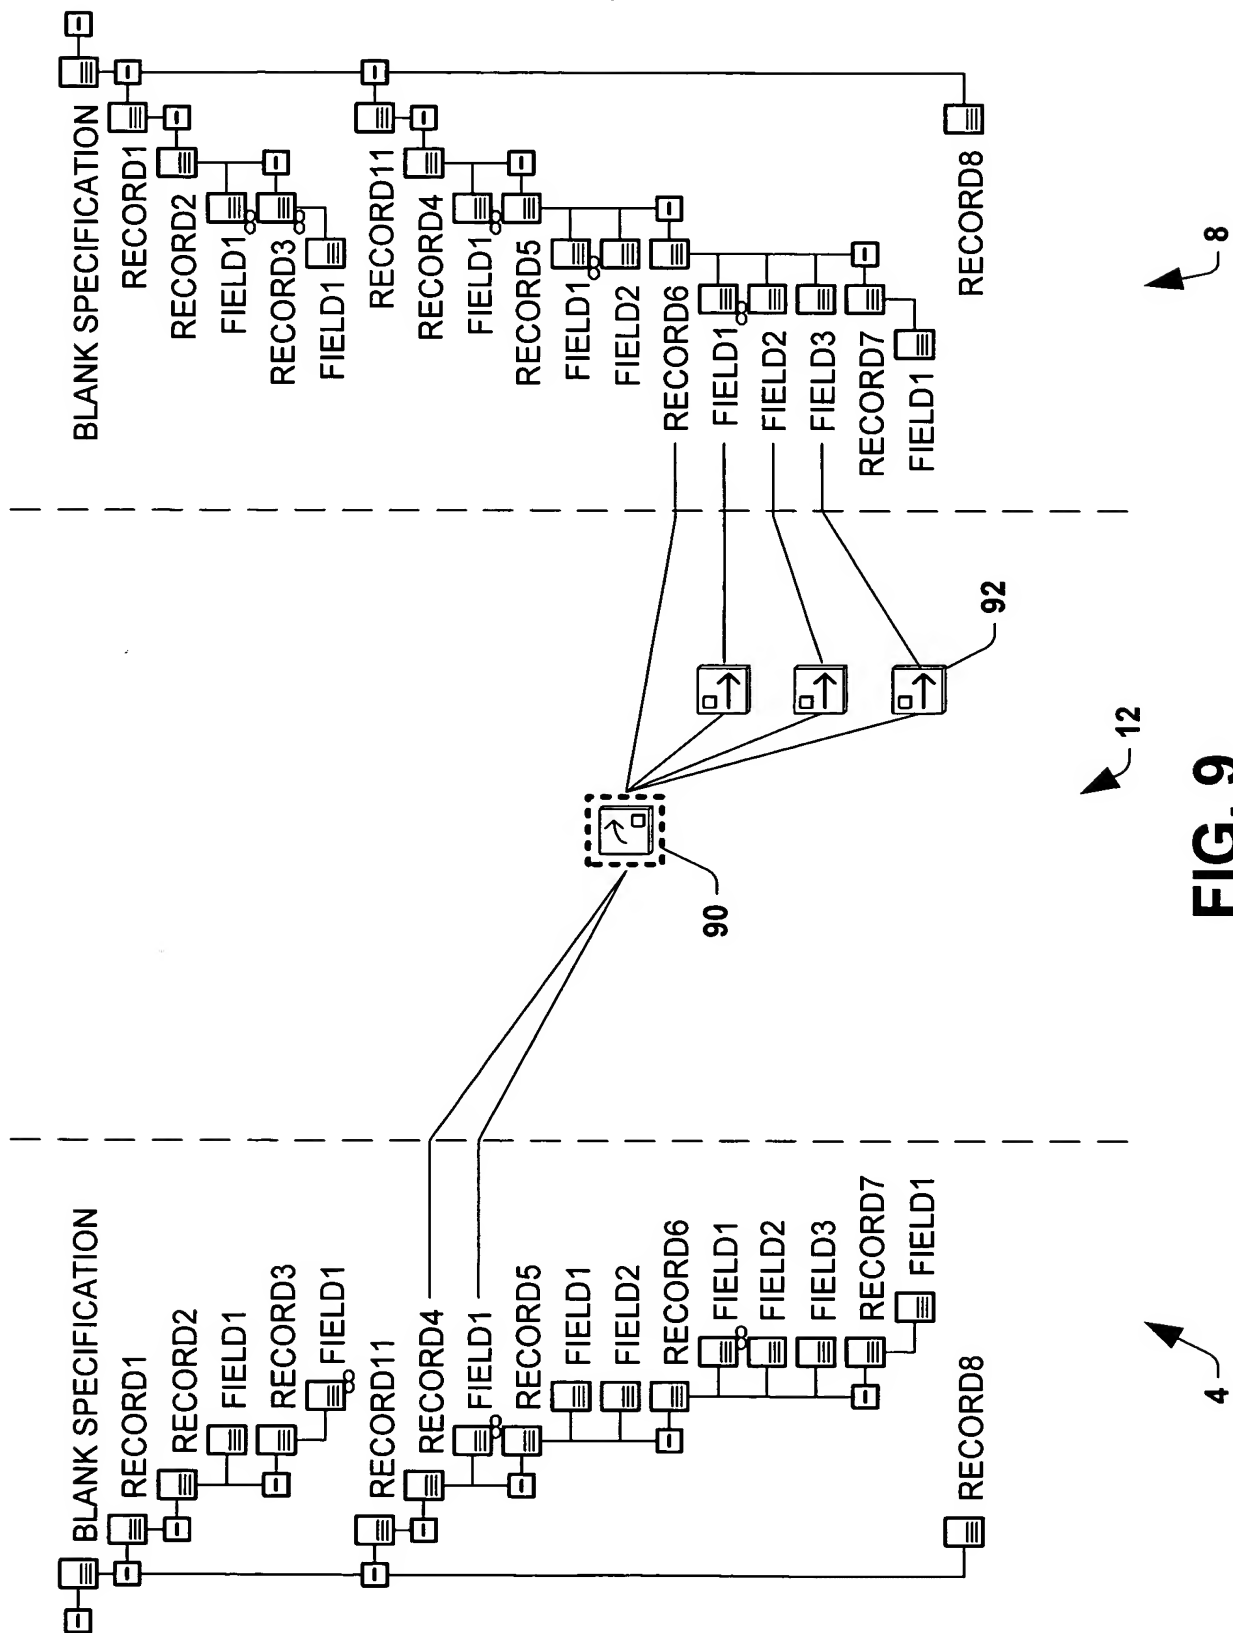 BLANK SPECIFICATION
RECORD1
RECORD2
FIELD1
RECORD3
FIELD1
RECORD11
RECORD4
FIELD1
RECORD5
FIELD1
FIELD2
RECORD6
FIELD1
FIELD2
FIELD3
RECORD7
FIELD1
RECORD8
4
90
92
12
BLANK SPECIFICATION
RECORD1
RECORD2
FIELD1
RECORD3
FIELD1
RECORD11
RECORD4
FIELD1
RECORD5
FIELD1
FIELD2
RECORD6
FIELD1
FIELD2
FIELD3
RECORD7
FIELD1
RECORD8
8
FIG. 9